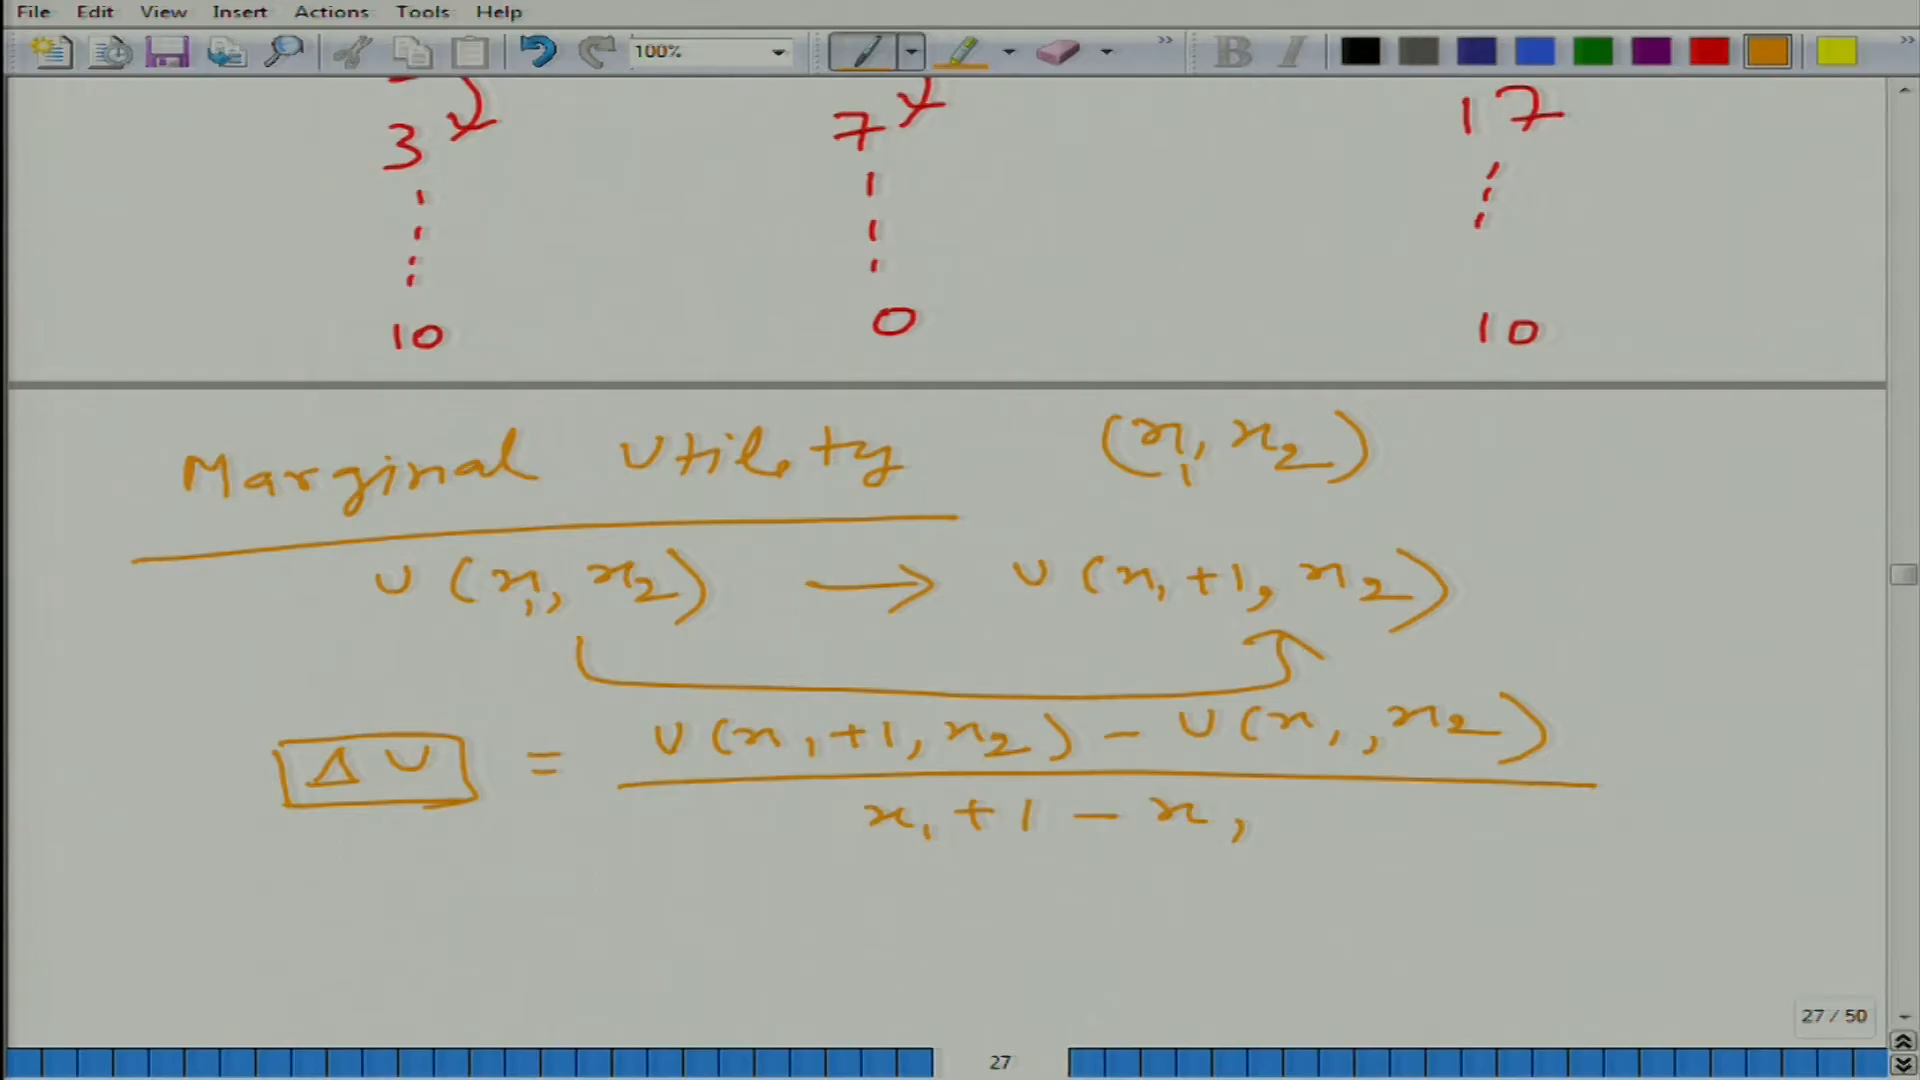 File Edit View Insert Actions Tools Help
100% B I
3 7 17
10 0 10
Marginal Utility (x₁, x₂)
U (x₁, x₂) → U (x₁ + 1, x₂)
ΔU = U (x₁ + 1, x₂) - U (x₁, x₂)
x₁ + 1 - x₁
27 / 50
27